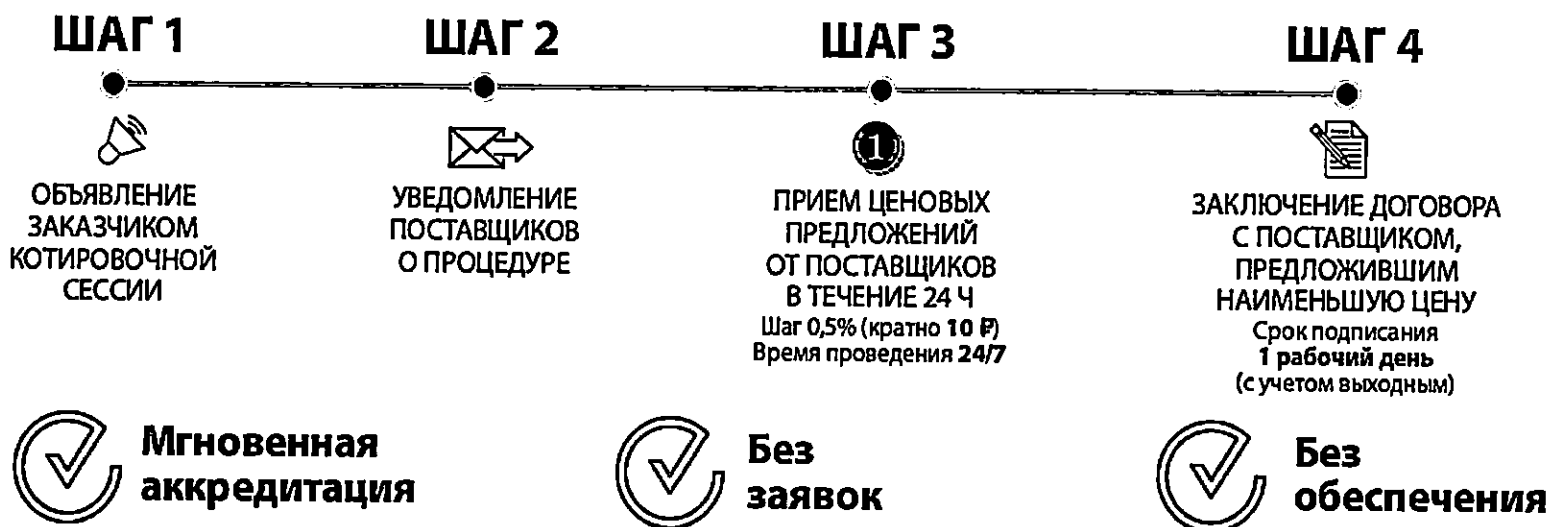 ШАГ 1
ОБЪЯВЛЕНИЕ
ЗАКАЗЧИКОМ
КОТИРОВОЧНОЙ
СЕССИИ
ШАГ 2
УВЕДОМЛЕНИЕ
ПОСТАВЩИКОВ
О ПРОЦЕДУРЕ
ШАГ 3
1
ПРИЕМ ЦЕНОВЫХ
ПРЕДЛОЖЕНИЙ
ОТ ПОСТАВЩИКОВ
В ТЕЧЕНИЕ 24 Ч
Шаг 0,5% (кратно 10 ₽)
Время проведения 24/7
ШАГ 4
ЗАКЛЮЧЕНИЕ ДОГОВОРА
С ПОСТАВЩИКОМ,
ПРЕДЛОЖИВШИМ
НАИМЕНЬШУЮ ЦЕНУ
Срок подписания
1 рабочий день
(с учетом выходным)
Мгновенная
аккредитация
Без
заявок
Без
обеспечения